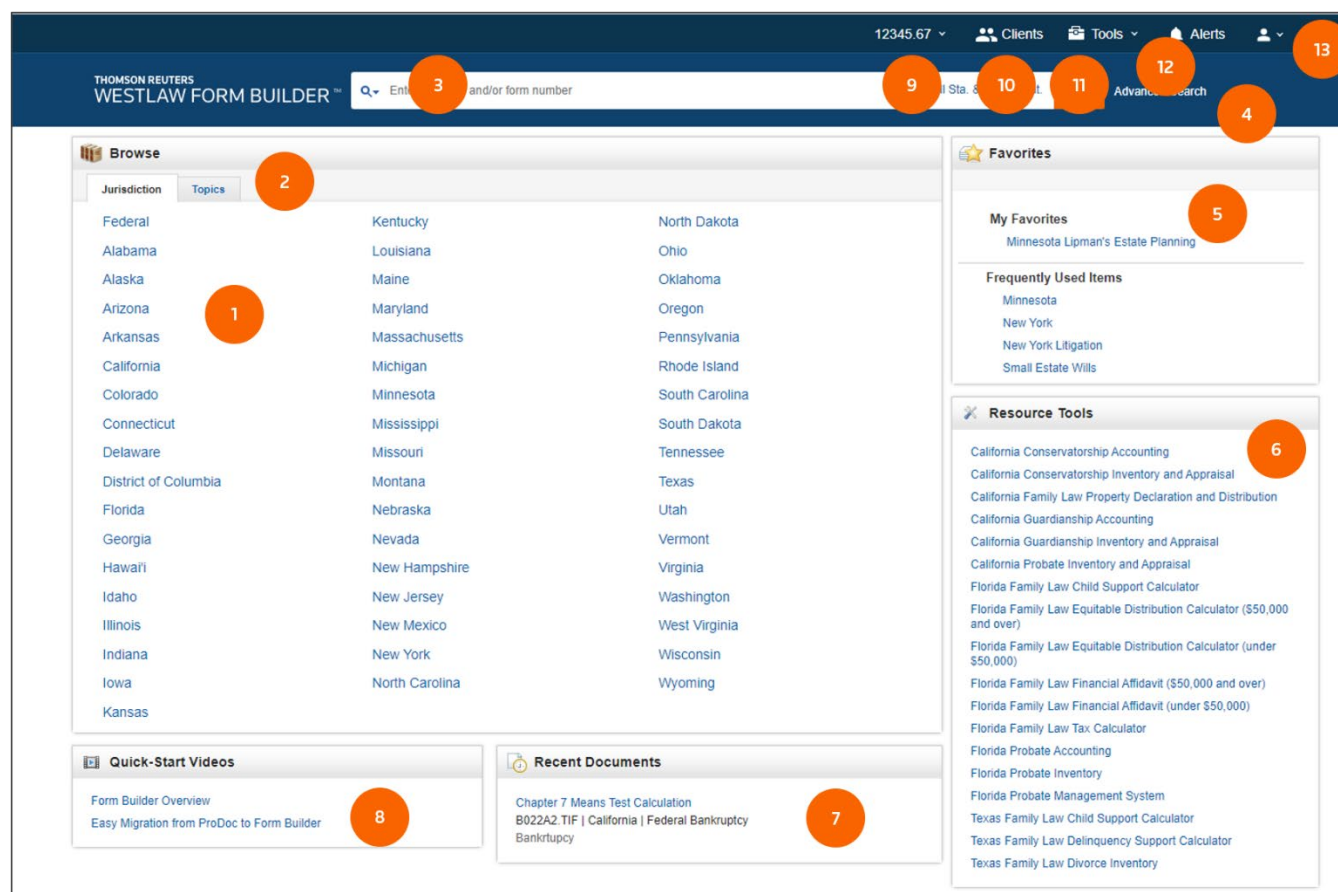 12345.67 Clients Tools Alerts
13
12
THOMSON REUTERS
WESTLAW FORM BUILDER™
3 and/or form number
9 Sta. & 10 t. 11 Search
4
Browse
Jurisdiction Topics
2
Federal Kentucky North Dakota
Alabama Louisiana Ohio
Alaska Maine Oklahoma
Arizona Maryland Oregon
1
Arkansas Massachusetts Pennsylvania
California Michigan Rhode Island
Colorado Minnesota South Carolina
Connecticut Mississippi South Dakota
Delaware Missouri Tennessee
District of Columbia Montana Texas
Florida Nebraska Utah
Georgia Nevada Vermont
Hawai'i New Hampshire Virginia
Idaho New Jersey Washington
Illinois New Mexico West Virginia
Indiana New York Wisconsin
Iowa North Carolina Wyoming
Kansas
Favorites
5
My Favorites
Minnesota Lipman's Estate Planning
Frequently Used Items
Minnesota
New York
New York Litigation
Small Estate Wills
Resource Tools
6
California Conservatorship Accounting
California Conservatorship Inventory and Appraisal
California Family Law Property Declaration and Distribution
California Guardianship Accounting
California Guardianship Inventory and Appraisal
California Probate Inventory and Appraisal
Florida Family Law Child Support Calculator
Florida Family Law Equitable Distribution Calculator ($50,000
and over)
Florida Family Law Equitable Distribution Calculator (under
$50,000)
Florida Family Law Financial Affidavit ($50,000 and over)
Florida Family Law Financial Affidavit (under $50,000)
Florida Family Law Tax Calculator
Florida Probate Accounting
Florida Probate Inventory
Florida Probate Management System
Texas Family Law Child Support Calculator
Texas Family Law Delinquency Support Calculator
Texas Family Law Divorce Inventory
Quick-Start Videos
Form Builder Overview
Easy Migration from ProDoc to Form Builder
8
Recent Documents
Chapter 7 Means Test Calculation
B022A2.TIF | California | Federal Bankruptcy
Bankrtupcy
7